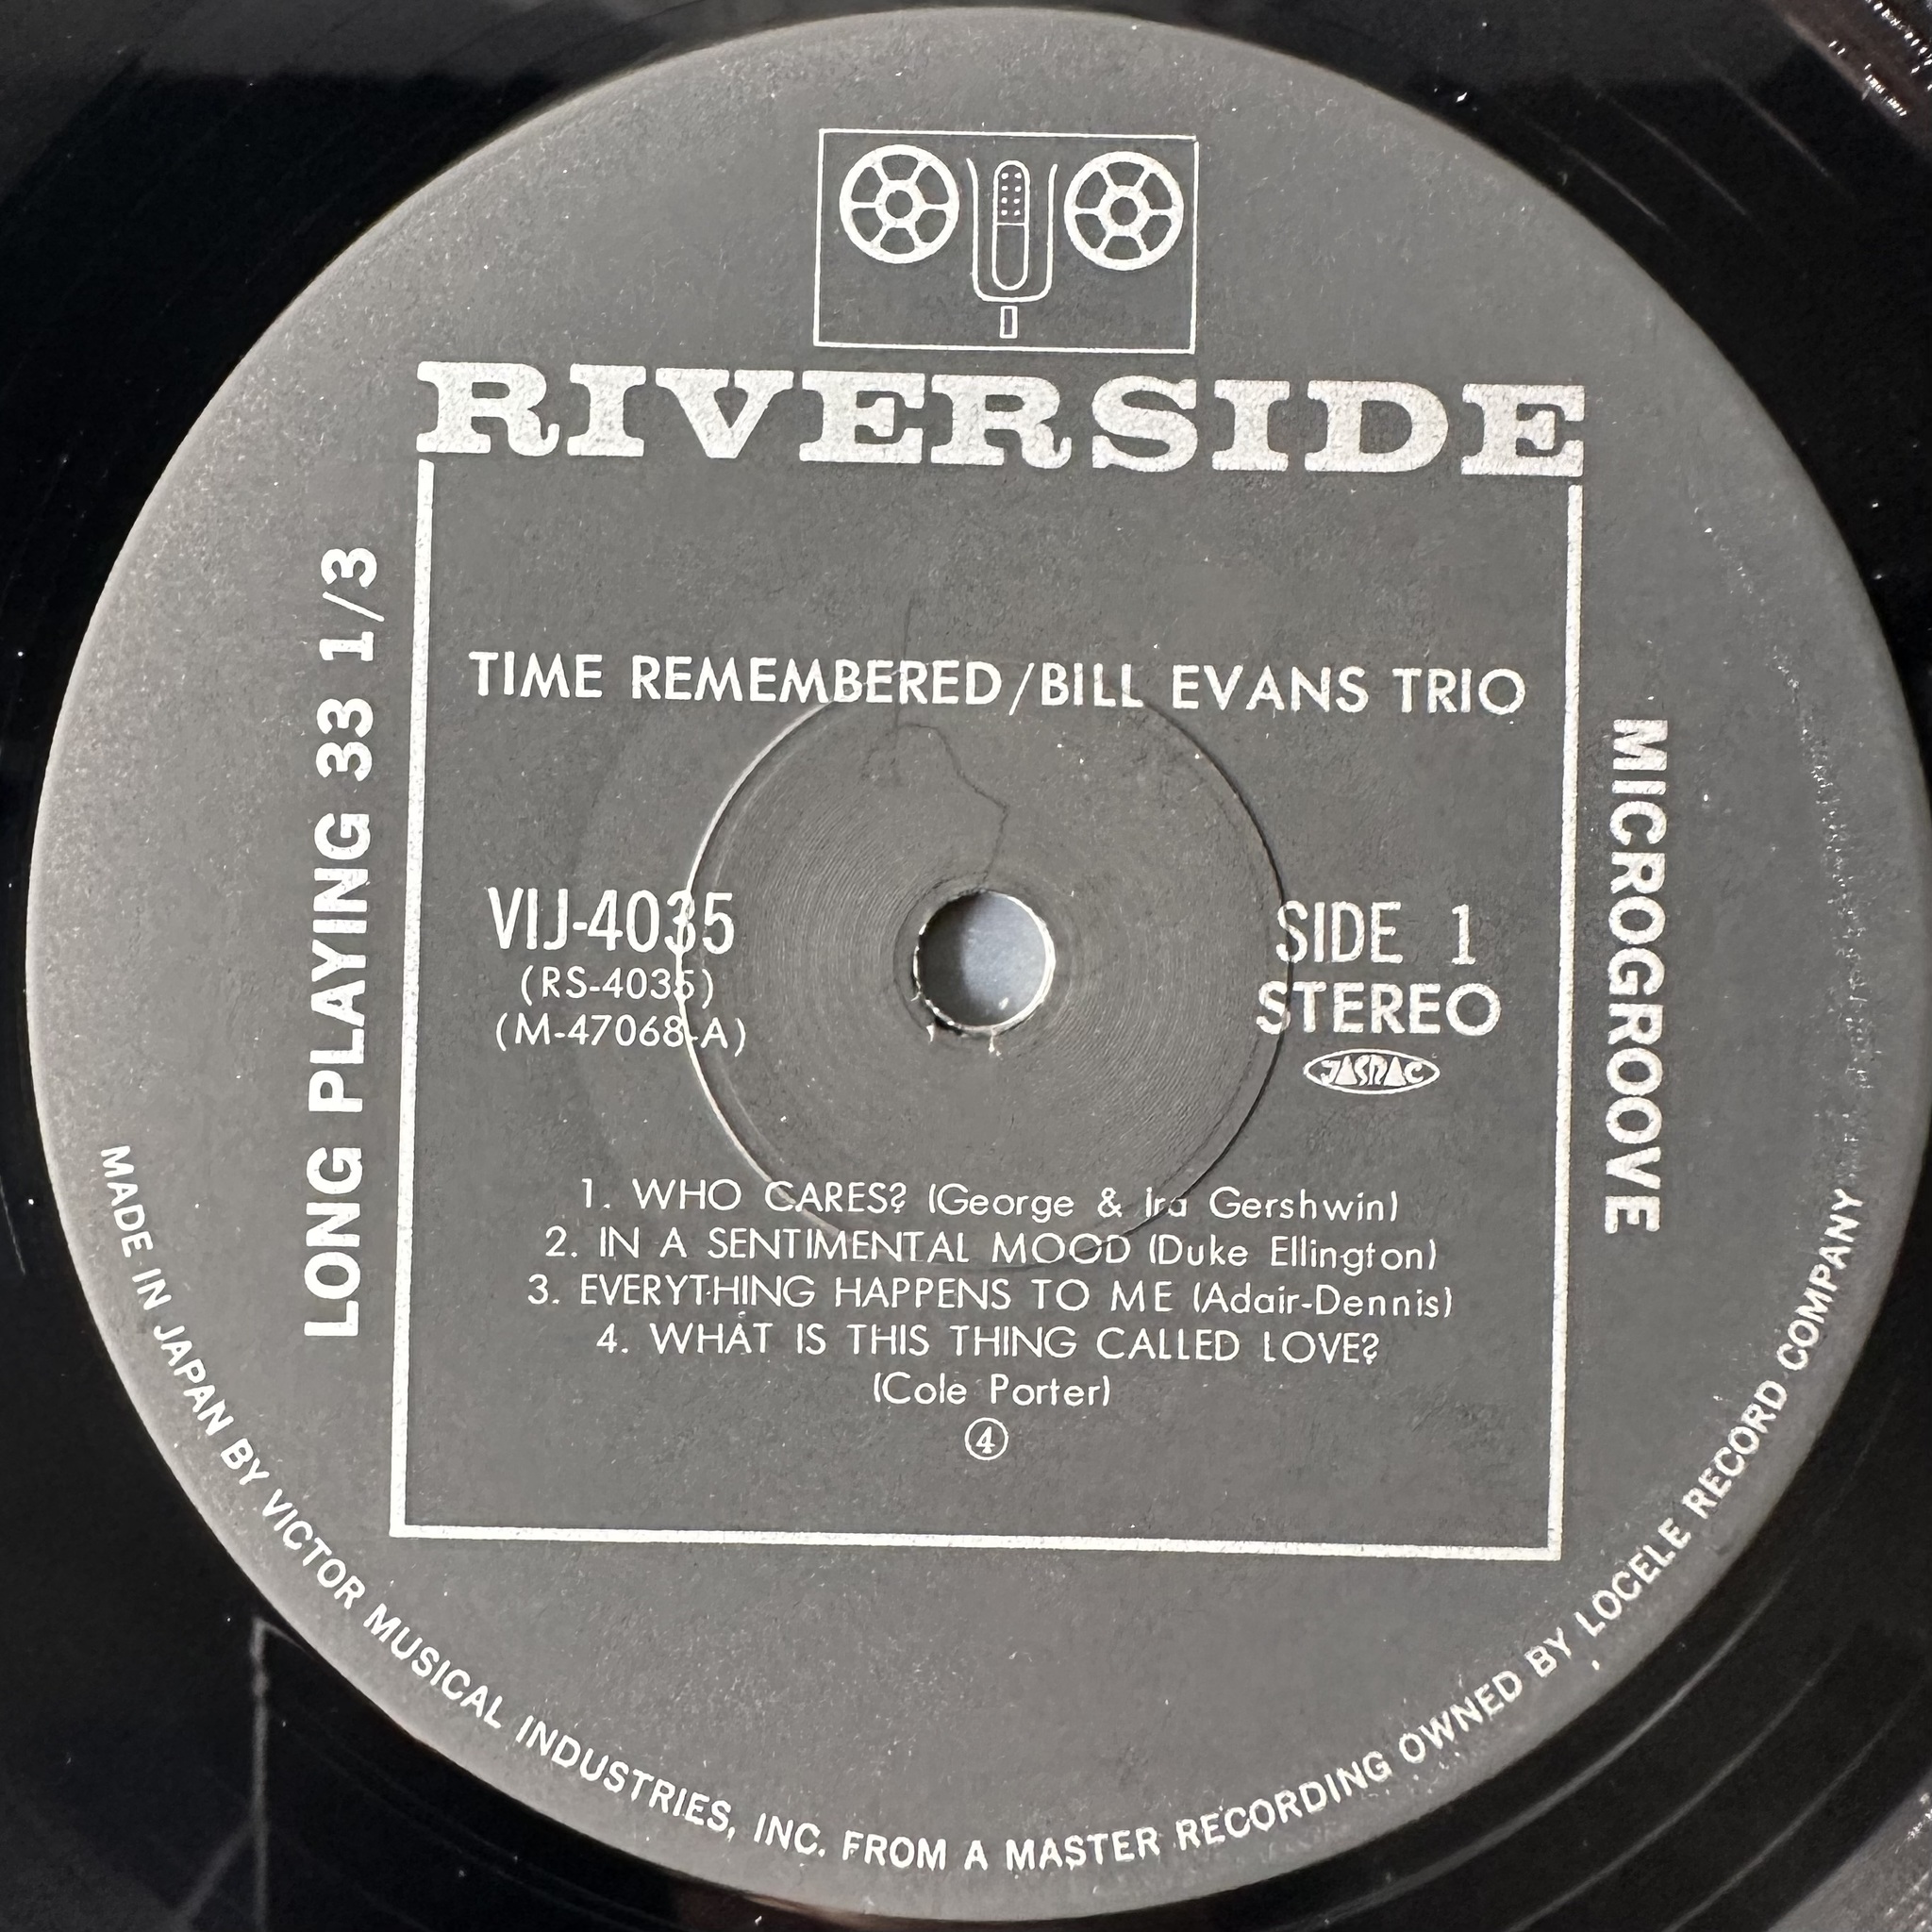 RIVERSIDE
LONG PLAYING 33 1/3
MICROGROOVE
TIME REMEMBERED/BILL EVANS TRIO
VIJ-4035
(RS-4035)
(M-47068-A)
SIDE 1
STEREO
JASRAC
1. WHO CARES? (George & Ira Gershwin)
2. IN A SENTIMENTAL MOOD (Duke Ellington)
3. EVERYTHING HAPPENS TO ME (Adair-Dennis)
4. WHAT IS THIS THING CALLED LOVE?
(Cole Porter)
④
MADE IN JAPAN BY VICTOR MUSICAL INDUSTRIES, INC. FROM A MASTER RECORDING OWNED BY LOCELE RECORD COMPANY